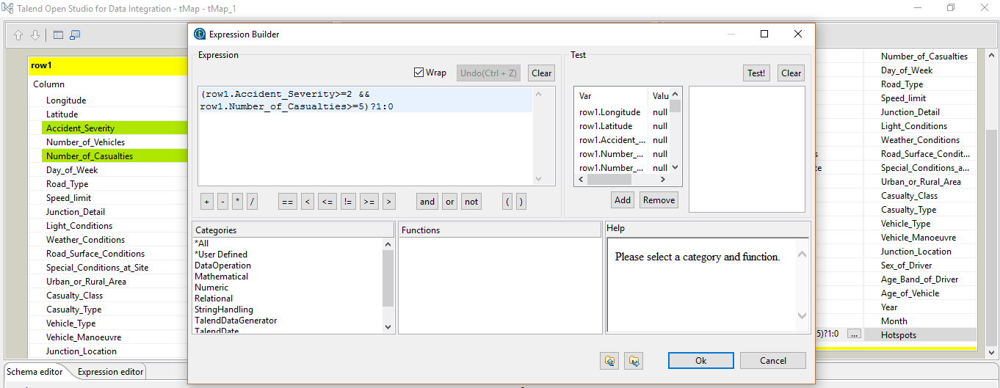 Talend Open Studio for Data Integration - tMap - tMap_1
Expression Builder
row1
Column
Longitude
Latitude
Accident_Severity
Number_of_Vehicles
Number_of_Casualties
Day_of_Week
Road_Type
Speed_limit
Junction_Detail
Light_Conditions
Weather_Conditions
Road_Surface_Conditions
Special_Conditions_at_Site
Urban_or_Rural_Area
Casualty_Class
Casualty_Type
Vehicle_Type
Vehicle_Manoeuvre
Junction_Location
Schema editor
Expression editor
Expression
Wrap
Undo(Ctrl + Z)
Clear
(row1.Accident_Severity>=2 &&
row1.Number_of_Casualties>=5)?1:0
+ - * / == < <= != >= > and or not ( )
Test
Test!
Clear
Var Valu
row1.Longitude null
row1.Latitude null
row1.Accident_... null
row1.Number_... null
row1.Number_... null
Add
Remove
Categories
*All
*User Defined
DataOperation
Mathematical
Numeric
Relational
StringHandling
TalendDataGenerator
TalendDate
Functions
Help
Please select a category and function.
Ok
Cancel
Number_of_Casualties
Day_of_Week
Road_Type
Speed_limit
Junction_Detail
Light_Conditions
Weather_Conditions
s Road_Surface_Condit...
te Special_Conditions_a...
Urban_or_Rural_Area
Casualty_Class
Casualty_Type
Vehicle_Type
Vehicle_Manoeuvre
Junction_Location
Sex_of_Driver
Age_Band_of_Driver
Age_of_Vehicle
Year
Month
5)?1:0 ... Hotspots